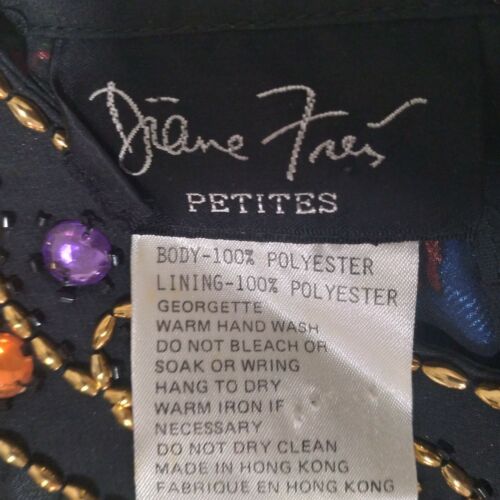 Diane Freis
PETITES
BODY-100% POLYESTER
LINING-100% POLYESTER
GEORGETTE
WARM HAND WASH
DO NOT BLEACH OR
SOAK OR WRING
HANG TO DRY
WARM IRON IF
NECESSARY
DO NOT DRY CLEAN
MADE IN HONG KONG
FABRIQUE EN HONG KONG